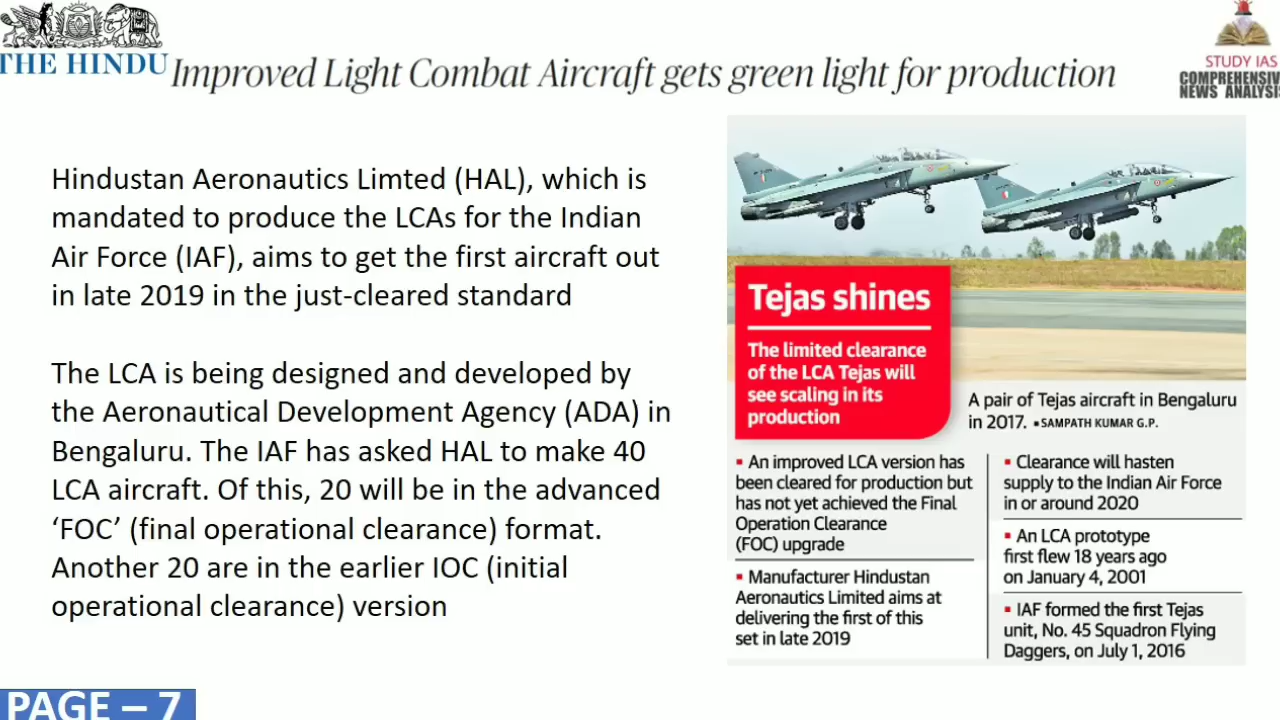 THE HINDU
Improved Light Combat Aircraft gets green light for production
STUDY IAS
COMPREHENSIVE
NEWS ANALYSIS
Hindustan Aeronautics Limted (HAL), which is
mandated to produce the LCAs for the Indian
Air Force (IAF), aims to get the first aircraft out
in late 2019 in the just-cleared standard
The LCA is being designed and developed by
the Aeronautical Development Agency (ADA) in
Bengaluru. The IAF has asked HAL to make 40
LCA aircraft. Of this, 20 will be in the advanced
‘FOC’ (final operational clearance) format.
Another 20 are in the earlier IOC (initial
operational clearance) version
Tejas shines
The limited clearance
of the LCA Tejas will
see scaling in its
production
A pair of Tejas aircraft in Bengaluru
in 2017. ▪SAMPATH KUMAR G.P.
▪ An improved LCA version has
been cleared for production but
has not yet achieved the Final
Operation Clearance
(FOC) upgrade
▪ Manufacturer Hindustan
Aeronautics Limited aims at
delivering the first of this
set in late 2019
▪ Clearance will hasten
supply to the Indian Air Force
in or around 2020
▪ An LCA prototype
first flew 18 years ago
on January 4, 2001
▪ IAF formed the first Tejas
unit, No. 45 Squadron Flying
Daggers, on July 1, 2016
PAGE – 7